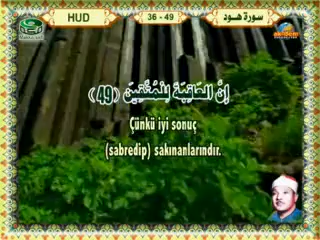 HUD
36 - 49
سورة هود
إِنَّ الْعَاقِبَةَ لِلْمُتَّقِينَ ﴿49﴾
Çünkü iyi sonuç
(sabredip) sakınanlarındır.